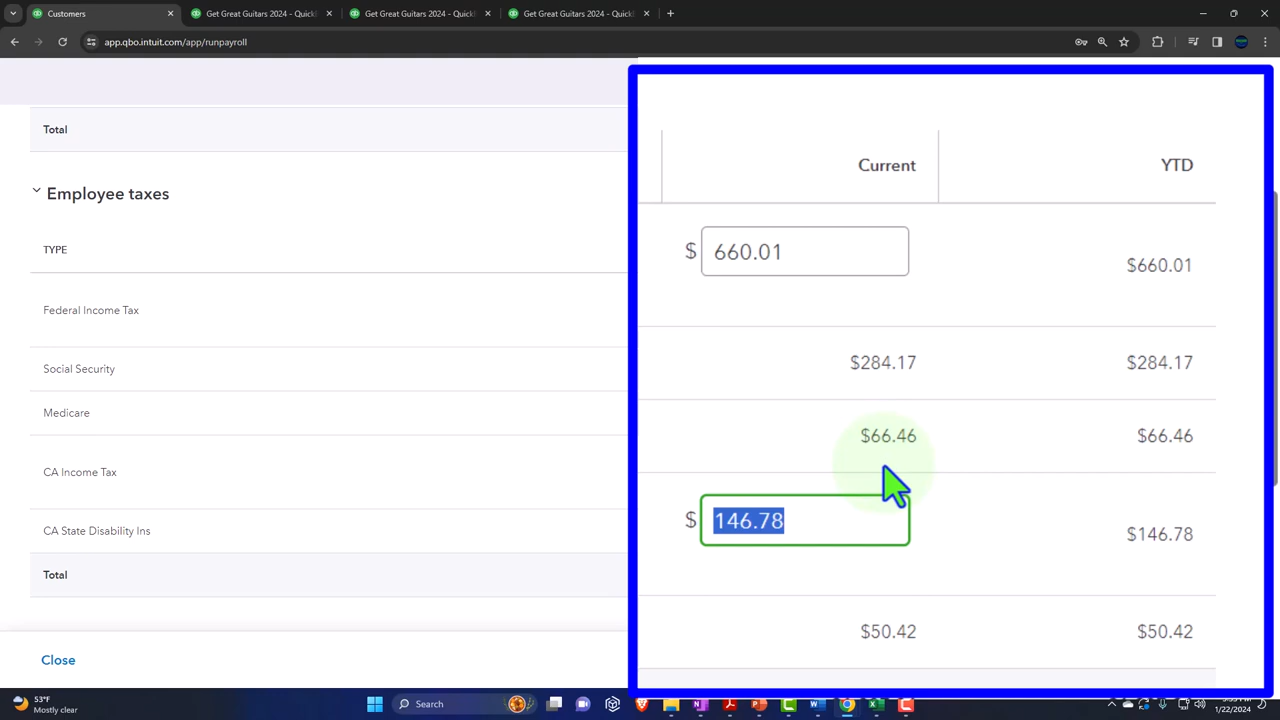 Customers
Get Great Guitars 2024 - Quick
Get Great Guitars 2024 - Quick
Get Great Guitars 2024 - Quick
app.qbo.intuit.com/app/runpayroll
Total
Employee taxes
TYPE
Current YTD
Federal Income Tax $ 660.01 $660.01
Social Security $284.17 $284.17
Medicare $66.46 $66.46
CA Income Tax $ 146.78 $146.78
CA State Disability Ins $50.42 $50.42
Total
Close
53°F
Mostly clear
Search
1/22/2024